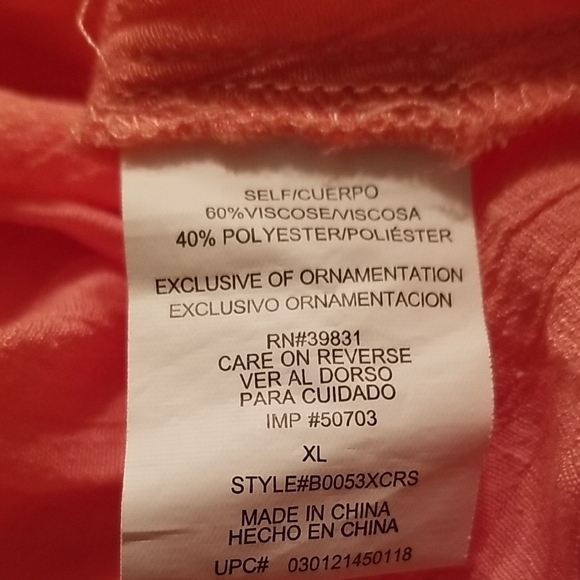 SELF/CUERPO
60%VISCOSE/VISCOSA
40% POLYESTER/POLIÉSTER
EXCLUSIVE OF ORNAMENTATION
EXCLUSIVO ORNAMENTACION
RN#39831
CARE ON REVERSE
VER AL DORSO
PARA CUIDADO
IMP #50703
XL
STYLE#B0053XCRS
MADE IN CHINA
HECHO EN CHINA
UPC# 030121450118